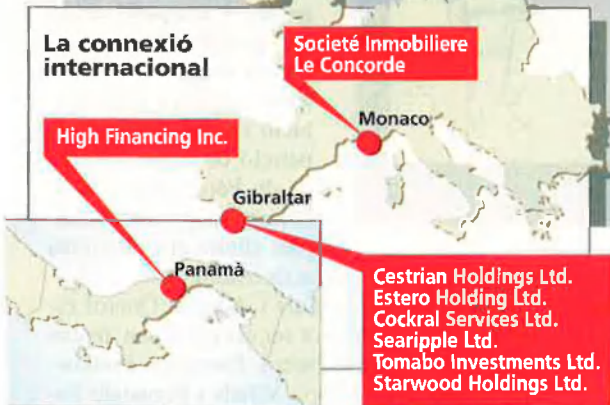 La connexió
internacional
Societé Inmobiliere
Le Concorde
High Financing Inc.
Monaco
Gibraltar
Panamà
Cestrian Holdings Ltd.
Estero Holding Ltd.
Cockral Services Ltd.
Searipple Ltd.
Tomabo Investments Ltd.
Starwood Holdings Ltd.